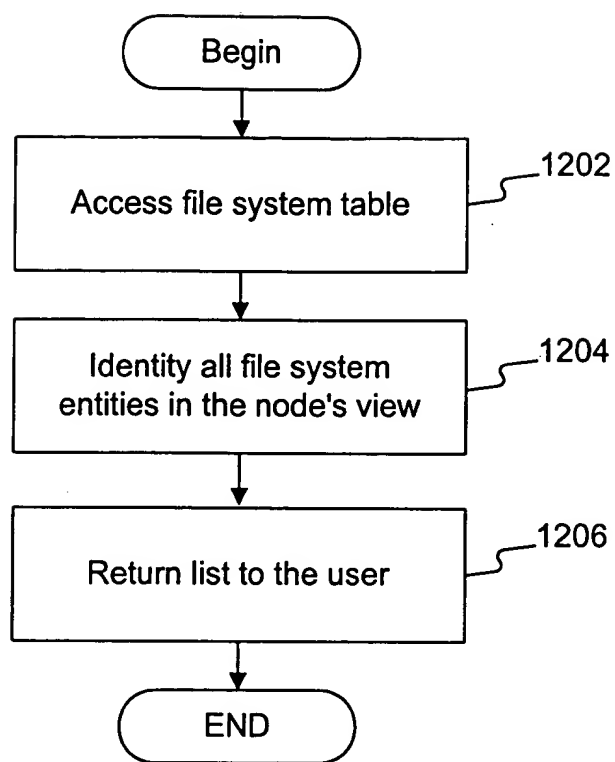 Begin
Access file system table
1202
Identity all file system
entities in the node's view
1204
Return list to the user
1206
END